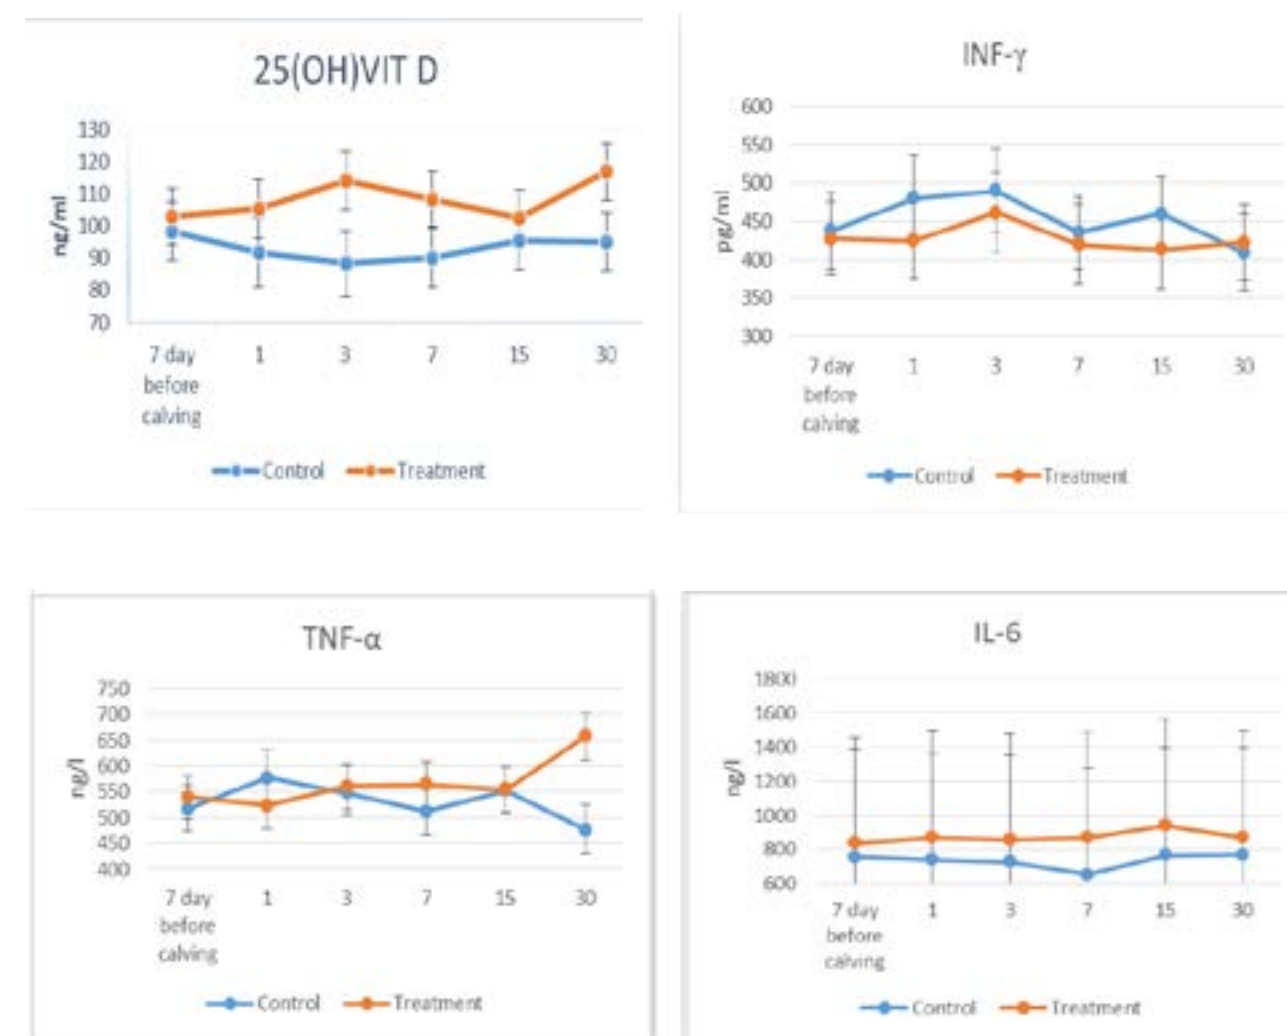 25(OH)VIT D
130
120
110
100
90
80
70
ng/ml
7 day before calving
1
3
7
15
30
Control
Treatment
INF-γ
600
550
500
450
400
350
300
pg/ml
7 day before calving
1
3
7
15
30
Control
Treatment
TNF-α
750
700
650
600
550
500
450
400
ng/l
7 day before calving
1
3
7
15
30
Control
Treatment
IL-6
1800
1600
1400
1200
1000
800
600
ng/l
7 day before calving
1
3
7
15
30
Control
Treatment